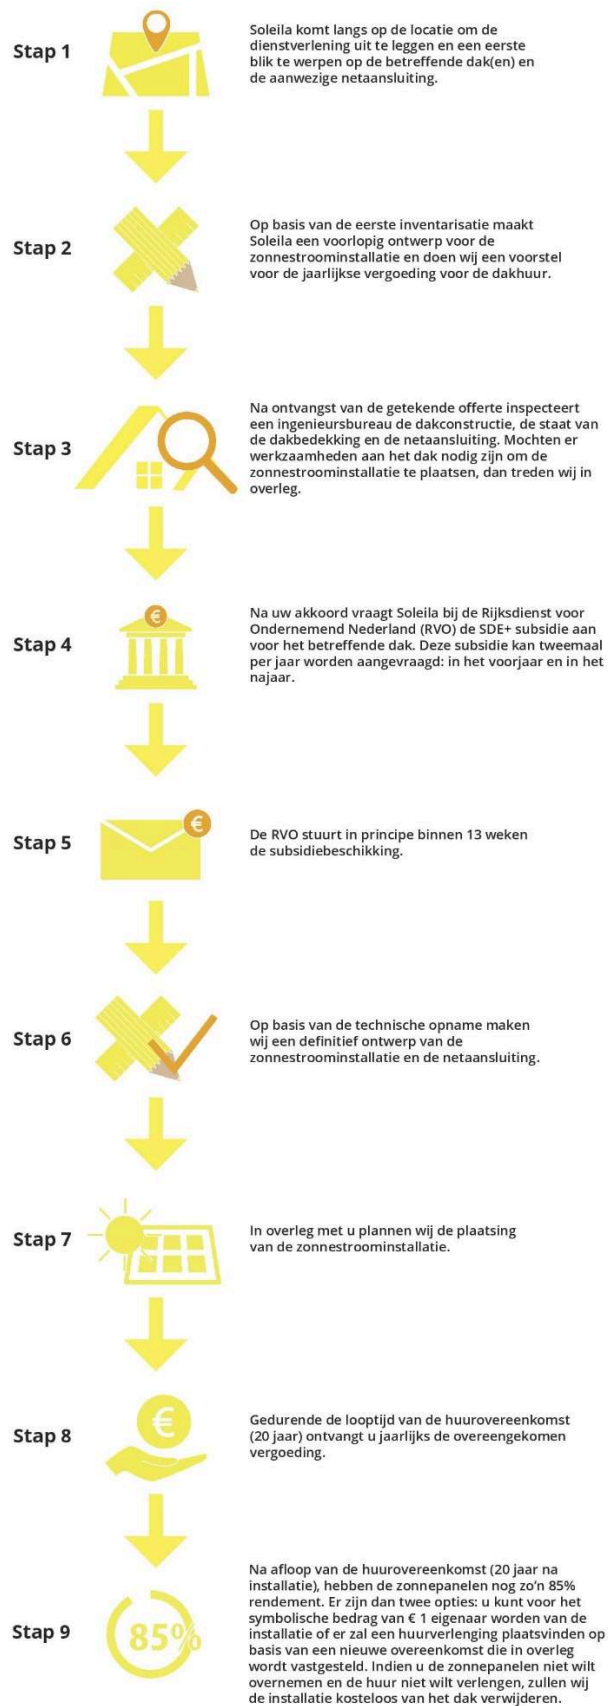 Stap 1
Soleila komt langs op de locatie om de
dienstverlening uit te leggen en een eerste
blik te werpen op de betreffende dak(en) en
de aanwezige netaansluiting.
Stap 2
Op basis van de eerste inventarisatie maakt
Soleila een voorlopig ontwerp voor de
zonnestroominstallatie en doen wij een voorstel
voor de jaarlijkse vergoeding voor de dakhuur.
Stap 3
Na ontvangst van de getekende offerte inspecteert
een ingenieursbureau de dakconstructie, de staat van
de dakbedekking en de netaansluiting. Mochten er
werkzaamheden aan het dak nodig zijn om de
zonnestroominstallatie te plaatsen, dan treden wij in
overleg.
Stap 4
€
Na uw akkoord vraagt Soleila bij de Rijksdienst voor
Ondernemend Nederland (RVO) de SDE+ subsidie aan
voor het betreffende dak. Deze subsidie kan tweemaal
per jaar worden aangevraagd: in het voorjaar en in het
najaar.
Stap 5
€
De RVO stuurt in principe binnen 13 weken
de subsidiebeschikking.
Stap 6
Op basis van de technische opname maken
wij een definitief ontwerp van de
zonnestroominstallatie en de netaansluiting.
Stap 7
In overleg met u plannen wij de plaatsing
van de zonnestroominstallatie.
Stap 8
€
Gedurende de looptijd van de huurovereenkomst
(20 jaar) ontvangt u jaarlijks de overeengekomen
vergoeding.
Stap 9
85%
Na afloop van de huurovereenkomst (20 jaar na
installatie), hebben de zonnepanelen nog zo'n 85%
rendement. Er zijn dan twee opties: u kunt voor het
symbolische bedrag van € 1 eigenaar worden van de
installatie of er zal een huurverlenging plaatsvinden op
basis van een nieuwe overeenkomst die in overleg
wordt vastgesteld. Indien u de zonnepanelen niet wilt
overnemen en de huur niet wilt verlengen, zullen wij
de installatie kosteloos van het dak verwijderen.